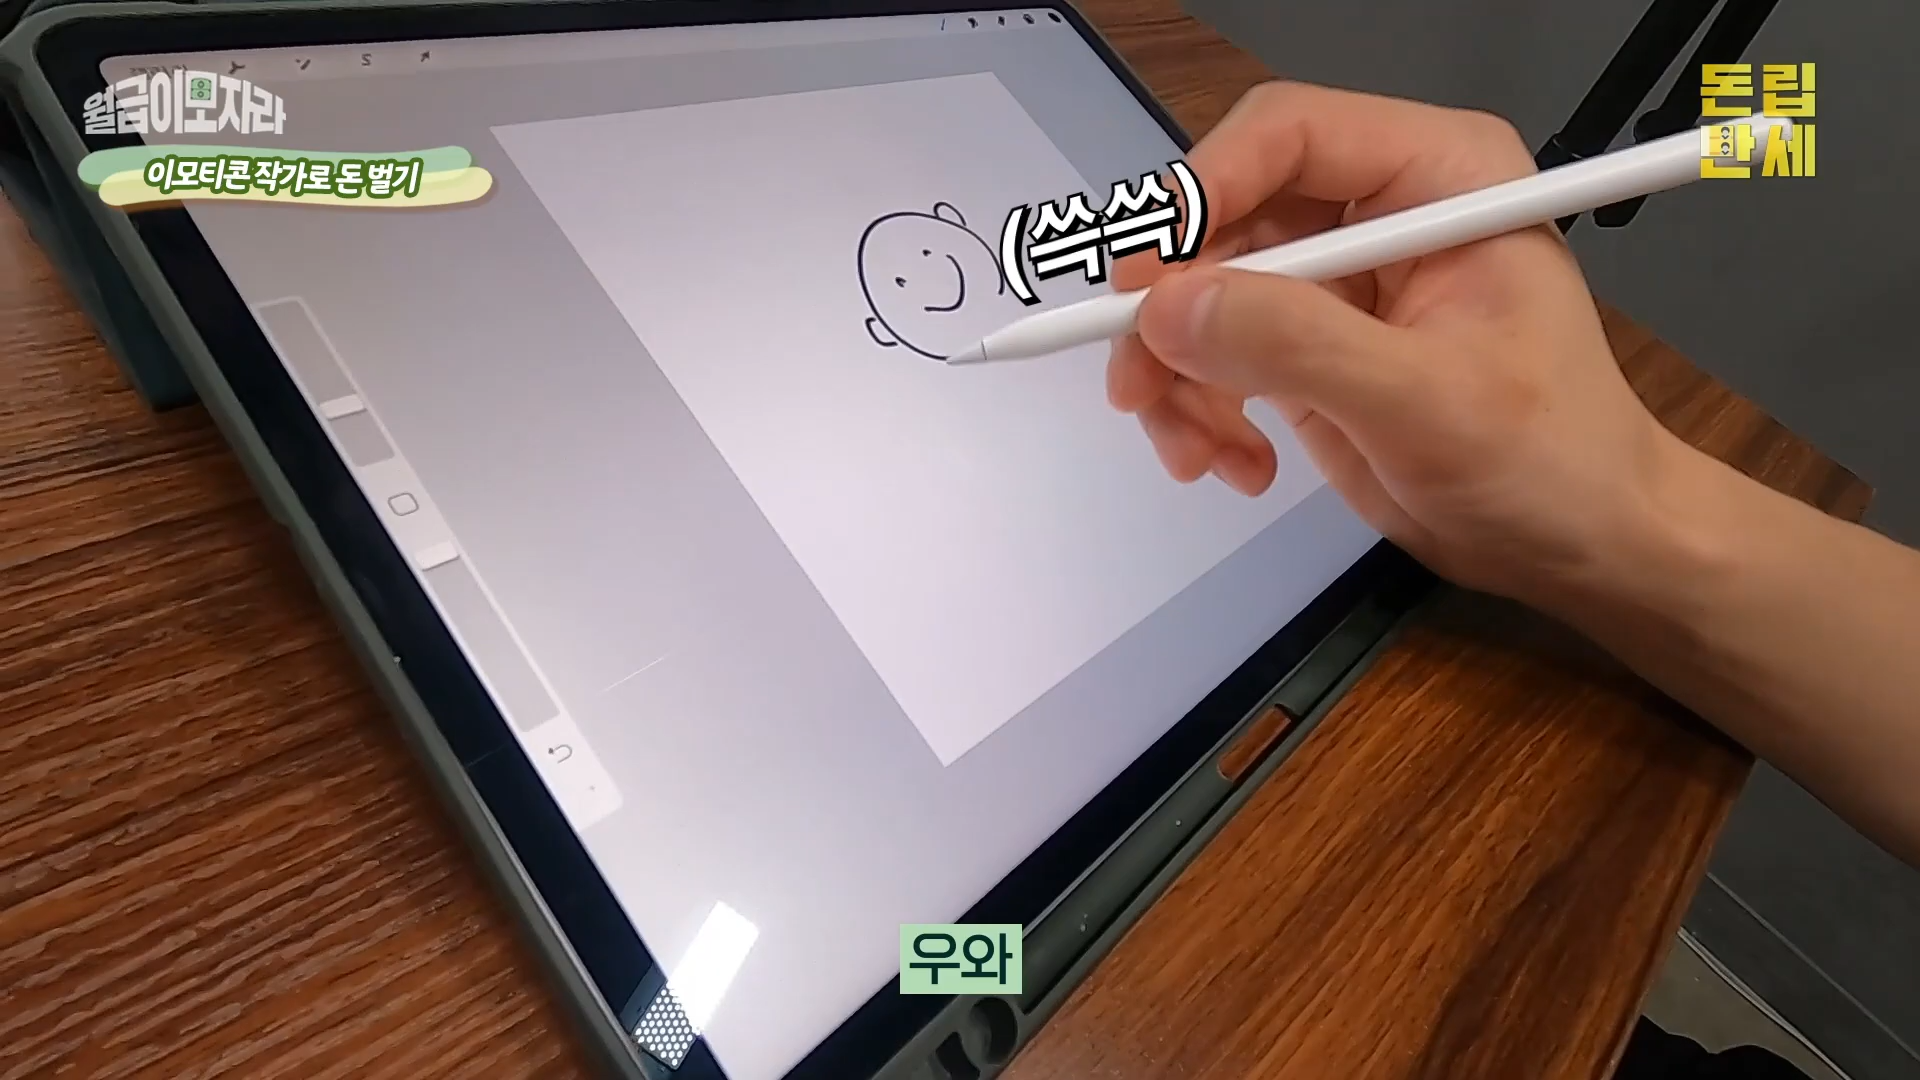 월급이모자라
이모티콘 작가로 돈 벌기
돈립
만세
(쓱쓱)
우와